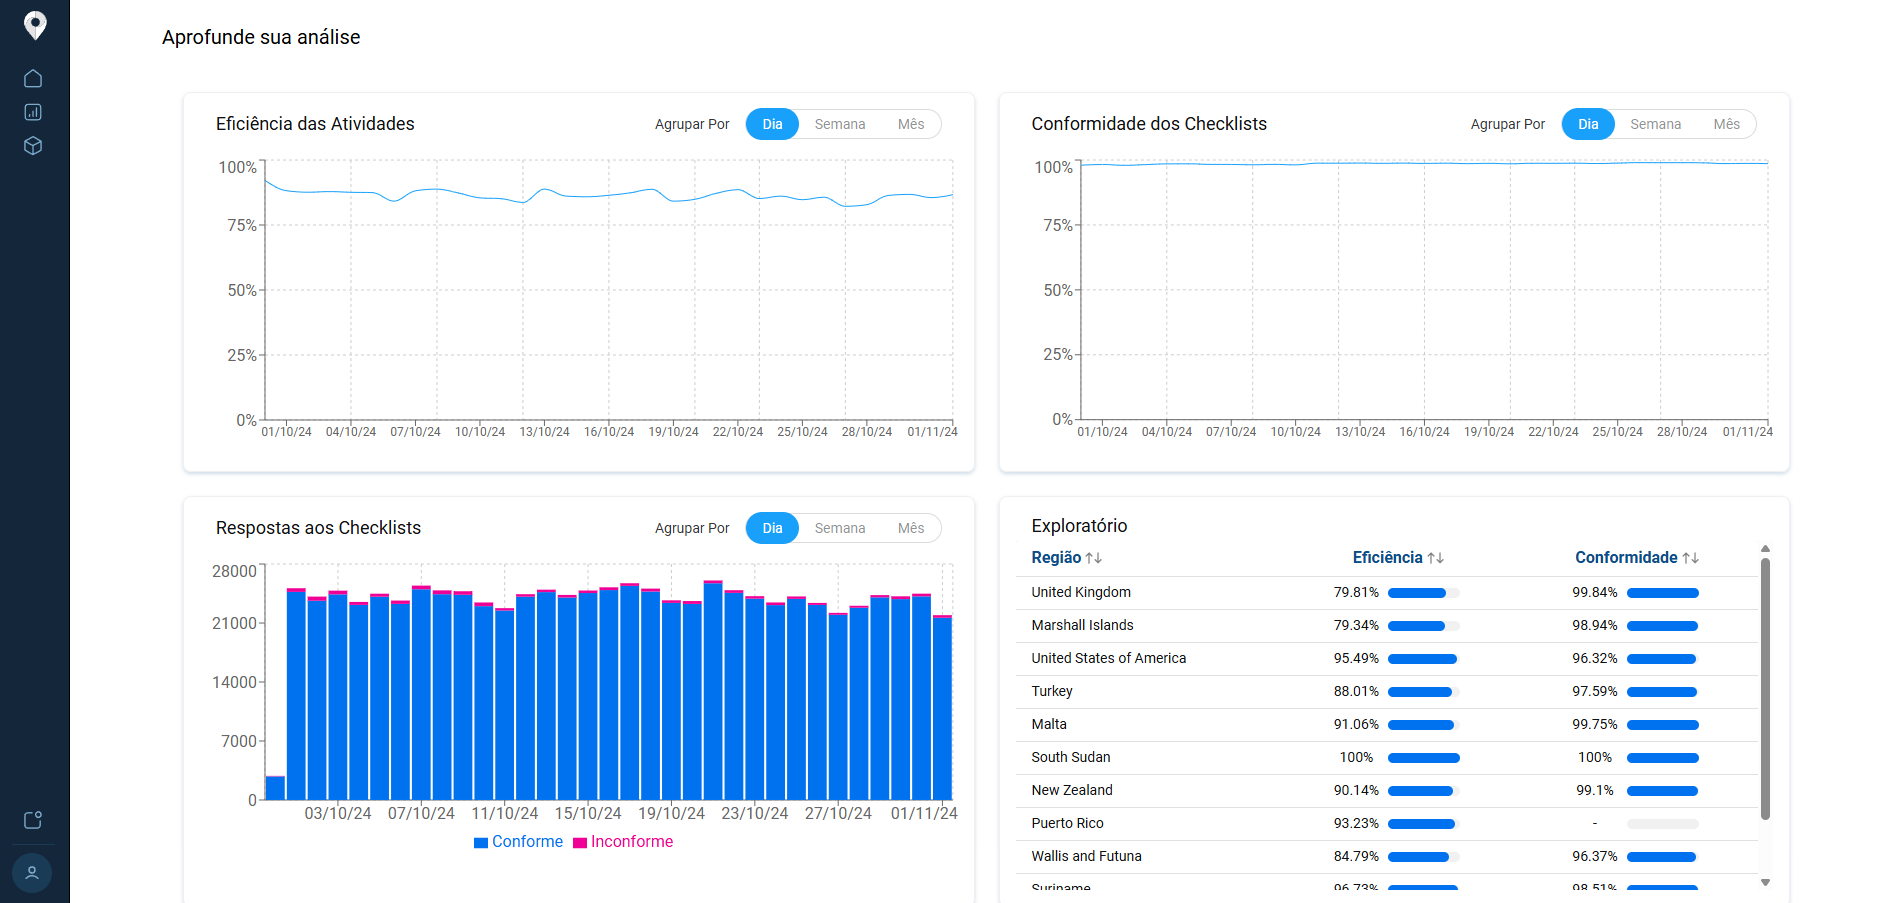 Aprofunde sua análise
Eficiência das Atividades
Agrupar Por Dia Semana Mês
100%
75%
50%
25%
0%
01/10/24 04/10/24 07/10/24 10/10/24 13/10/24 16/10/24 19/10/24 22/10/24 25/10/24 28/10/24 01/11/24
Conformidade dos Checklists
Agrupar Por Dia Semana Mês
100%
75%
50%
25%
0%
01/10/24 04/10/24 07/10/24 10/10/24 13/10/24 16/10/24 19/10/24 22/10/24 25/10/24 28/10/24 01/11/24
Respostas aos Checklists
Agrupar Por Dia Semana Mês
28000
21000
14000
7000
0
03/10/24 07/10/24 11/10/24 15/10/24 19/10/24 23/10/24 27/10/24 01/11/24
Conforme Inconforme
Exploratório
Região Eficiência Conformidade
United Kingdom 79.81% 99.84%
Marshall Islands 79.34% 98.94%
United States of America 95.49% 96.32%
Turkey 88.01% 97.59%
Malta 91.06% 99.75%
South Sudan 100% 100%
New Zealand 90.14% 99.1%
Puerto Rico 93.23% -
Wallis and Futuna 84.79% 96.37%
Suriname 96.73% 98.51%